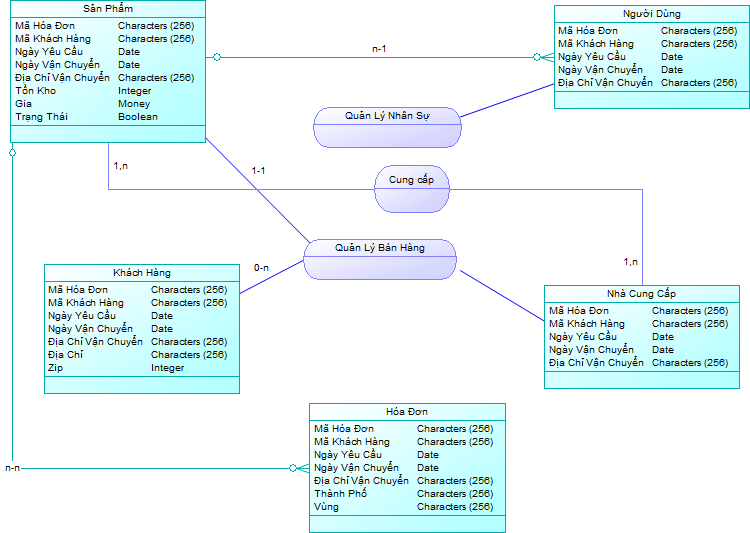 Sản Phẩm
Mã Hóa Đơn Characters (256)
Mã Khách Hàng Characters (256)
Ngày Yêu Cầu Date
Ngày Vận Chuyển Date
Địa Chỉ Vận Chuyển Characters (256)
Tồn Kho Integer
Gia Money
Trạng Thái Boolean
Người Dùng
Mã Hóa Đơn Characters (256)
Mã Khách Hàng Characters (256)
Ngày Yêu Cầu Date
Ngày Vận Chuyển Date
Địa Chỉ Vận Chuyển Characters (256)
n-1
Quản Lý Nhân Sự
1,n
1-1
Cung cấp
Quản Lý Bán Hàng
0-n
1,n
Khách Hàng
Mã Hóa Đơn Characters (256)
Mã Khách Hàng Characters (256)
Ngày Yêu Cầu Date
Ngày Vận Chuyển Date
Địa Chỉ Vận Chuyển Characters (256)
Địa Chỉ Characters (256)
Zip Integer
Nhà Cung Cấp
Mã Hóa Đơn Characters (256)
Mã Khách Hàng Characters (256)
Ngày Yêu Cầu Date
Ngày Vận Chuyển Date
Địa Chỉ Vận Chuyển Characters (256)
Hóa Đơn
Mã Hóa Đơn Characters (256)
Mã Khách Hàng Characters (256)
Ngày Yêu Cầu Date
Ngày Vận Chuyển Date
Địa Chỉ Vận Chuyển Characters (256)
Thành Phố Characters (256)
Vùng Characters (256)
n-n